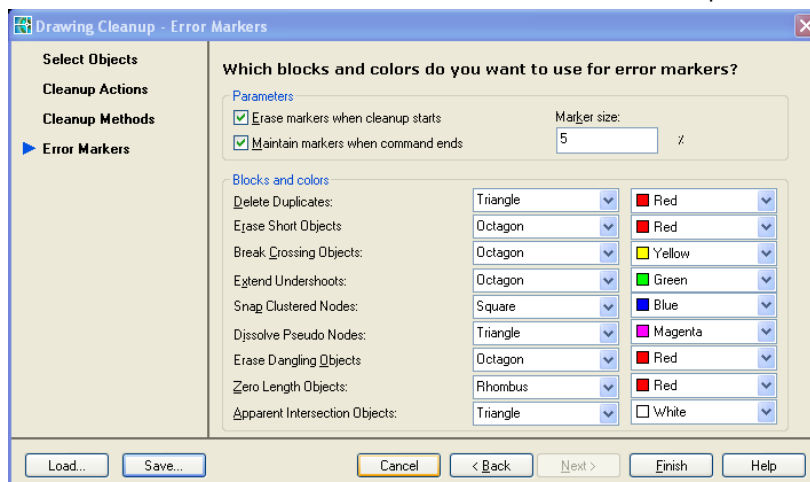 Drawing Cleanup - Error Markers
Select Objects
Cleanup Actions
Cleanup Methods
Error Markers
Which blocks and colors do you want to use for error markers?
Parameters
Erase markers when cleanup starts
Maintain markers when command ends
Marker size:
5 %
Blocks and colors
Delete Duplicates: Triangle Red
Erase Short Objects Octagon Red
Break Crossing Objects: Octagon Yellow
Extend Undershoots: Octagon Green
Snap Clustered Nodes: Square Blue
Dissolve Pseudo Nodes: Triangle Magenta
Erase Dangling Objects Octagon Red
Zero Length Objects: Rhombus Red
Apparent Intersection Objects: Triangle White
Load... Save... Cancel < Back Next > Finish Help